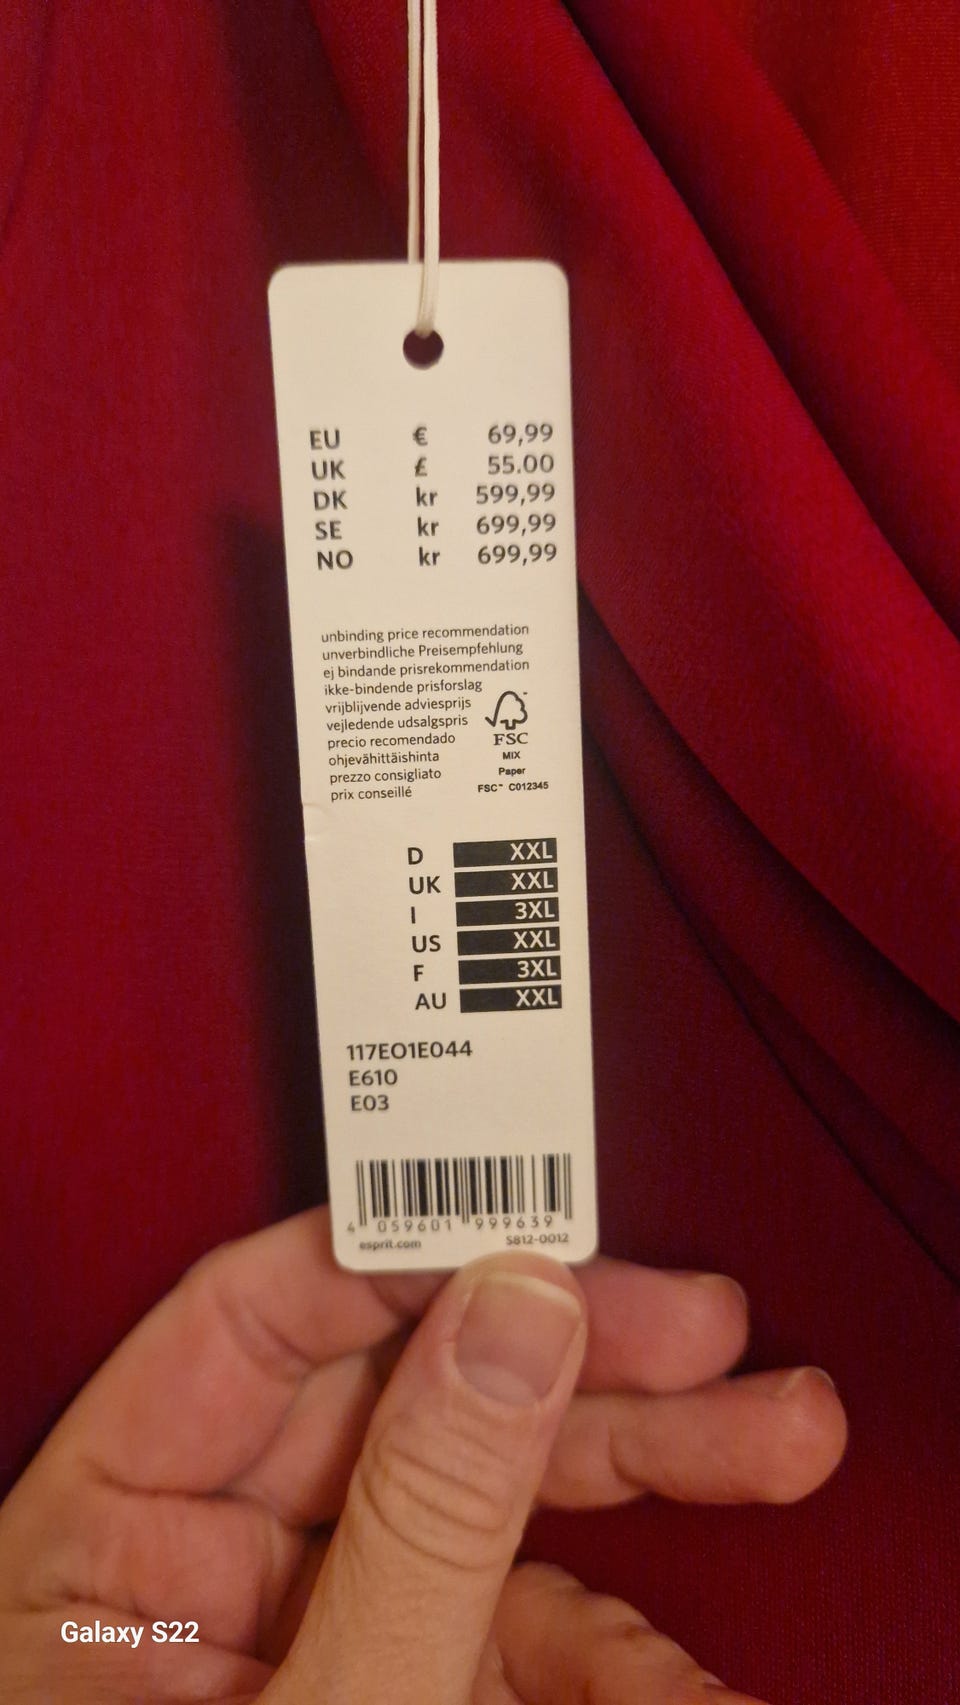 EU € 69,99
UK £ 55.00
DK kr 599,99
SE kr 699,99
NO kr 699,99
unbinding price recommendation
unverbindliche Preisempfehlung
ej bindande prisrekommendation
ikke-bindende prisforslag
vrijblijvende adviesprijs
vejledende udsalgspris
precio recomendado
ohjevähittäishinta
prezzo consigliato
prix conseillé
FSC
MIX
Paper
FSC™ C012345
D XXL
UK XXL
I 3XL
US XXL
F 3XL
AU XXL
117EO1E044
E610
E03
4 059601 999639
esprit.com S812-0012
Galaxy S22